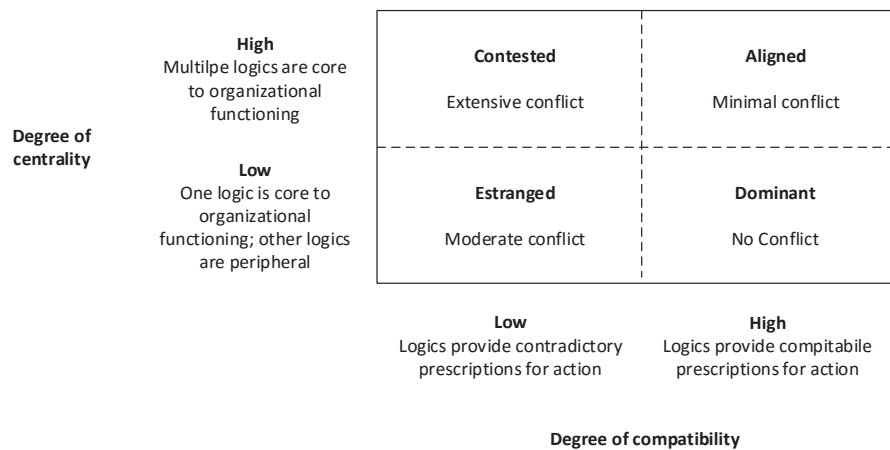 High
Multilpe logics are core
to organizational
functioning
Contested
Extensive conflict
Aligned
Minimal conflict
Degree of
centrality
Low
One logic is core to
organizational
functioning; other logics
are peripheral
Estranged
Moderate conflict
Dominant
No Conflict
Low
Logics provide contradictory
prescriptions for action
High
Logics provide compitabile
prescriptions for action
Degree of compatibility